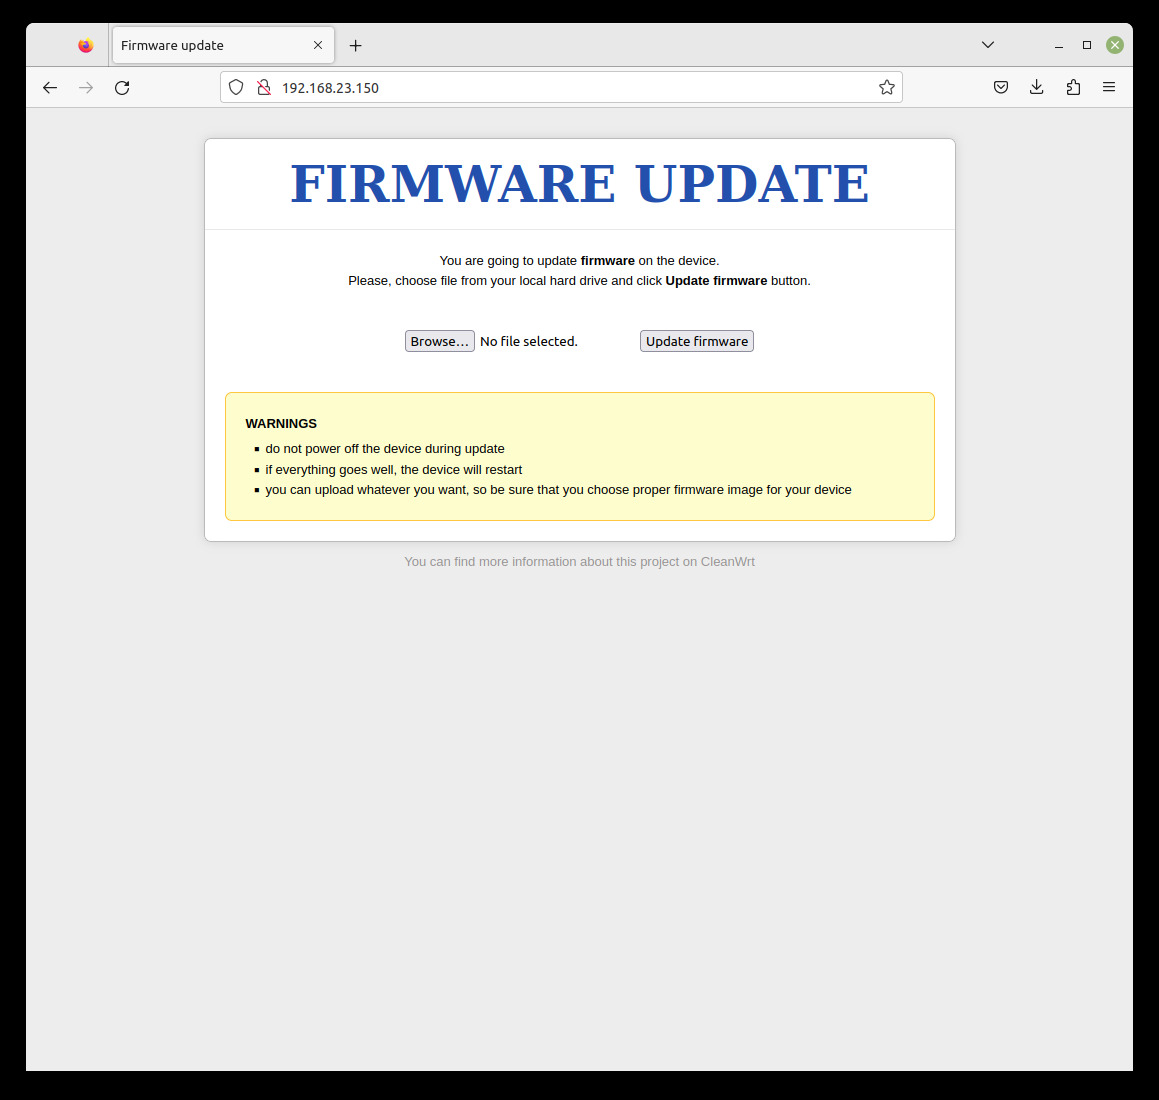 Firmware update
192.168.23.150
FIRMWARE UPDATE
You are going to update firmware on the device.
Please, choose file from your local hard drive and click Update firmware button.
Browse... No file selected. Update firmware
WARNINGS
▪ do not power off the device during update
▪ if everything goes well, the device will restart
▪ you can upload whatever you want, so be sure that you choose proper firmware image for your device
You can find more information about this project on CleanWrt